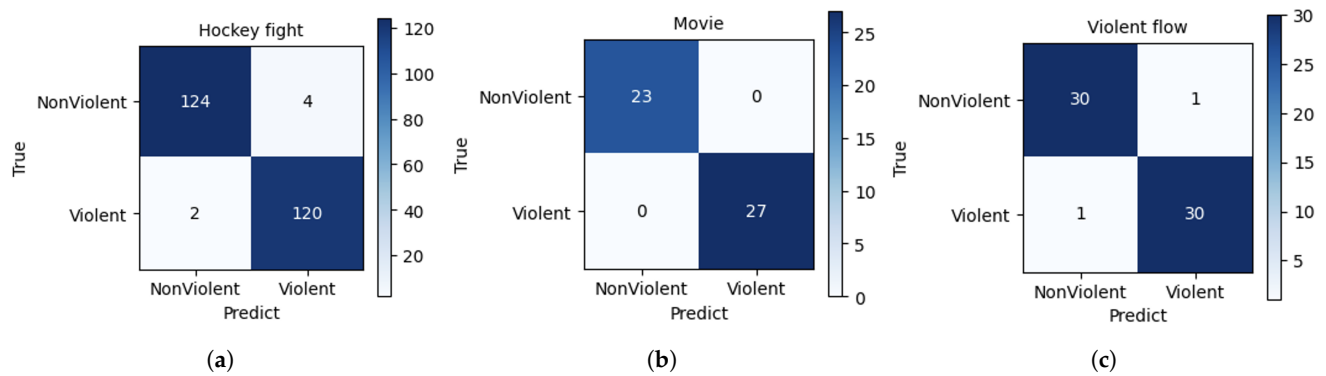 Hockey fight
NonViolent 124 4
Violent 2 120
NonViolent Violent
Predict
True
120
100
80
60
40
20
(a)
Movie
NonViolent 23 0
Violent 0 27
NonViolent Violent
Predict
True
25
20
15
10
5
0
(b)
Violent flow
NonViolent 30 1
Violent 1 30
NonViolent Violent
Predict
True
30
25
20
15
10
5
(c)